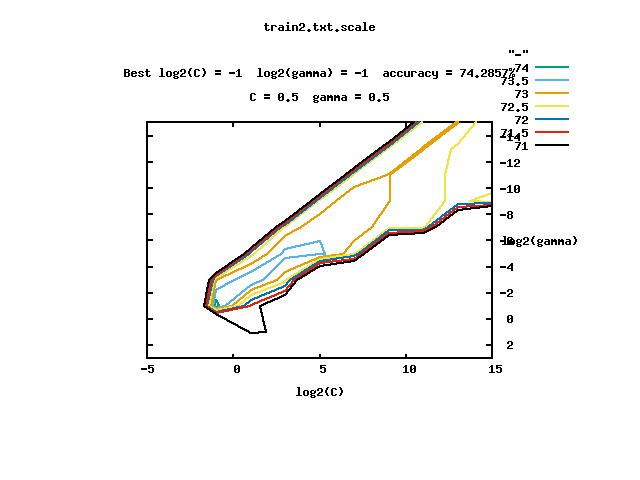 train2.txt.scale
"-"
Best log2(C) = -1 log2(gamma) = -1 accuracy = 74.2857%
74
73.5
C = 0.5 gamma = 0.5
73
72.5
72
71.5
71
-14
-12
-10
-8
-6
log2(gamma)
-4
-2
0
2
-5 0 5 10 15
log2(C)